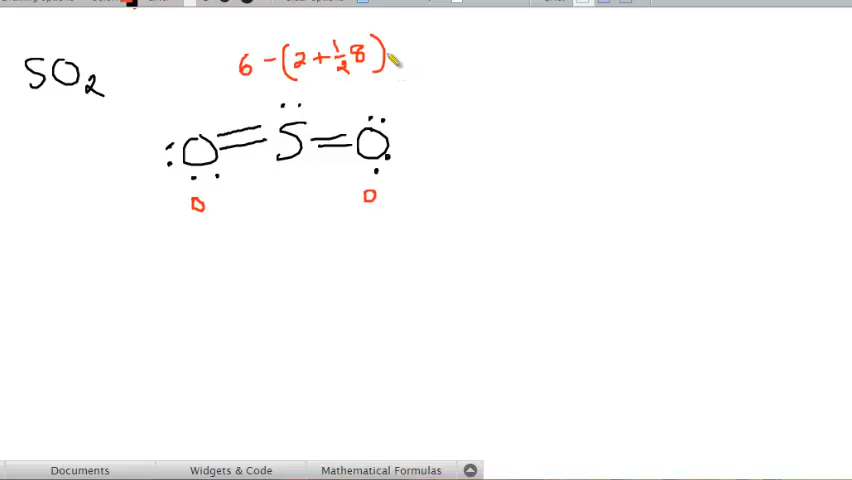 SO2
6 - (2 + 1/2 8)
:O=S=O
0 0
Documents Widgets & Code Mathematical Formulas